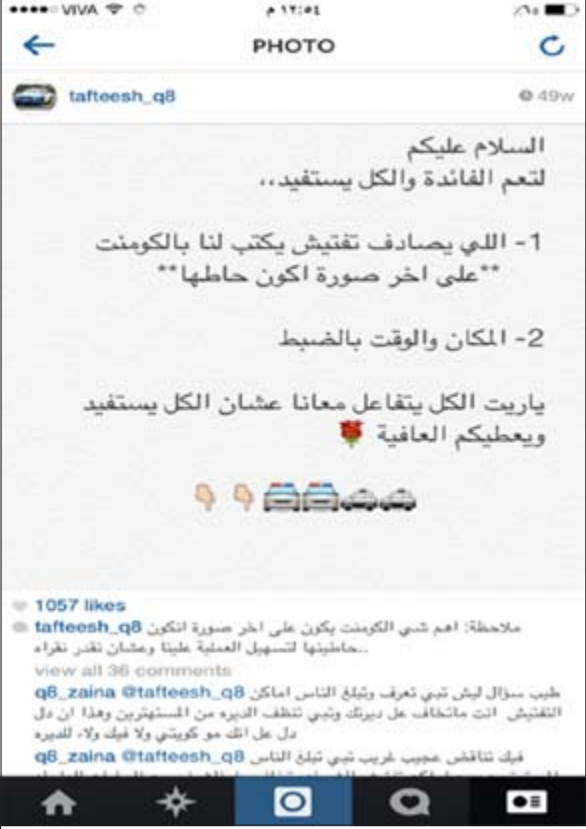 VIVA ١٢:٥٤ م
PHOTO
tafteesh_q8 49w
السلام عليكم
لتعم الفائدة والكل يستفيد،،
1- اللي يصادف تفتيش يكتب لنا بالكومنت
**على اخر صورة اكون حاطها**
2- المكان والوقت بالضبط
ياريت الكل يتفاعل معانا عشان الكل يستفيد
ويعطيكم العافية
1057 likes
tafteesh_q8 ملاحظة: اهم شي الكومنت يكون على اخر صورة انكون
حاطينها لتسهيل العملية علينا وعشان نقدر نقراه..
view all 36 comments
q8_zaina @tafteesh_q8 طيب سؤال ليش تبي تعرف وتبلغ الناس اماكن
التفتيش انت ماتخاف عل ديرتك وتبي تنظف الديره من المستهترين وهذا ان دل
دل عل انك مو كويتي ولا فيك ولاء للديره
q8_zaina @tafteesh_q8 فيك تناقض عجيب غريب تبي تبلغ الناس